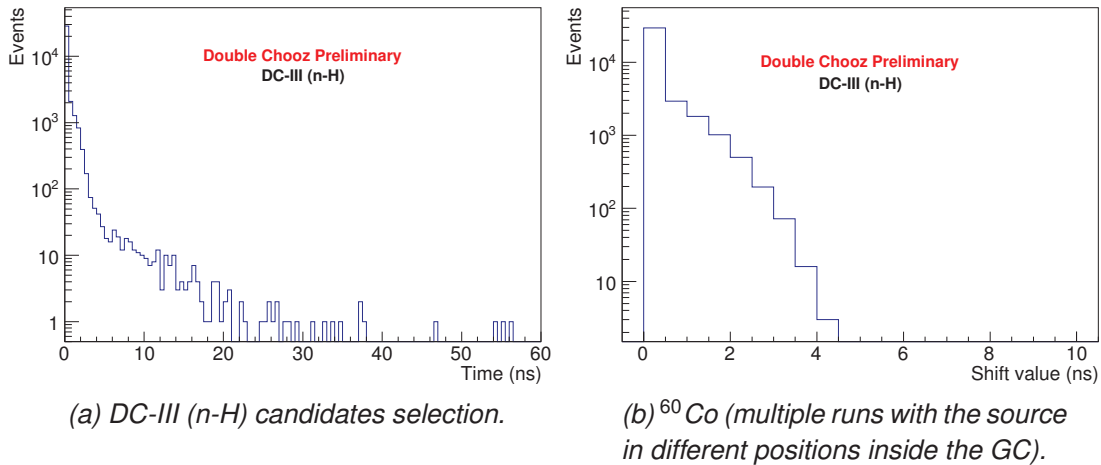 Events
10⁴
10³
10²
10
1
Double Chooz Preliminary
DC-III (n-H)
0 10 20 30 40 50 60
Time (ns)
(a) DC-III (n-H) candidates selection.
Events
10⁴
10³
10²
10
Double Chooz Preliminary
DC-III (n-H)
0 2 4 6 8 10
Shift value (ns)
(b) ⁶⁰Co (multiple runs with the source
in different positions inside the GC).